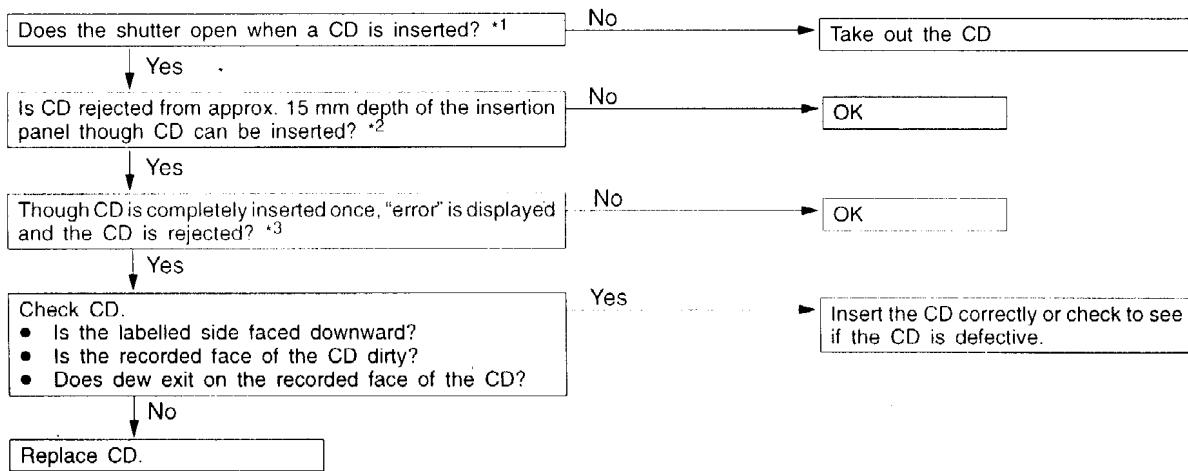 Does the shutter open when a CD is inserted? *1
No
Take out the CD
Yes
Is CD rejected from approx. 15 mm depth of the insertion
panel though CD can be inserted? *2
No
OK
Yes
Though CD is completely inserted once, “error” is displayed
and the CD is rejected? *3
No
OK
Yes
Check CD.
● Is the labelled side faced downward?
● Is the recorded face of the CD dirty?
● Does dew exit on the recorded face of the CD?
Yes
Insert the CD correctly or check to see
if the CD is defective.
No
Replace CD.